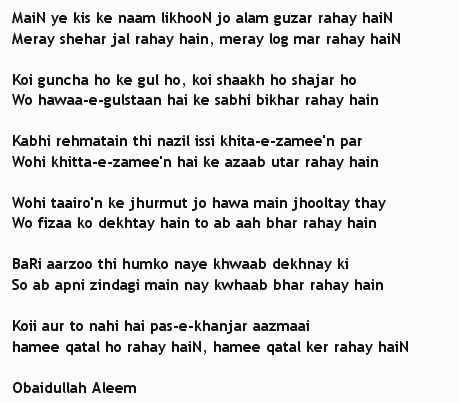 MaiN ye kis ke naam likhooN jo alam guzar rahay haiN
Meray shehar jal rahay hain, meray log mar rahay haiN
Koi guncha ho ke gul ho, koi shaakh ho shajar ho
Wo hawaa-e-gulstaan hai ke sabhi bikhar rahay hain
Kabhi rehmatain thi nazil issi khita-e-zamee'n par
Wohi khitta-e-zamee'n hai ke azaab utar rahay hain
Wohi taairo'n ke jhurmut jo hawa main jhooltay thay
Wo fizaa ko dekhtay hain to ab aah bhar rahay hain
BaRi aarzoo thi humko naye khwaab dekhnay ki
So ab apni zindagi main nay kwhaab bhar rahay hain
Koii aur to nahi hai pas-e-khanjar aazmaai
hamee qatal ho rahay haiN, hamee qatal ker rahay haiN
Obaidullah Aleem